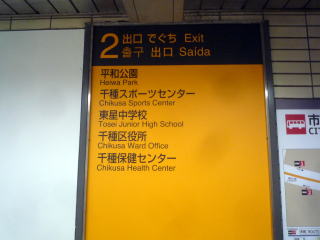 2 出口 でぐち Exit
출구 出口 Saída
平和公園
Heiwa Park
千種スポーツセンター
Chikusa Sports Center
東星中学校
Tosei Junior High School
千種区役所
Chikusa Ward Office
千種保健センター
Chikusa Health Center
市
CIT